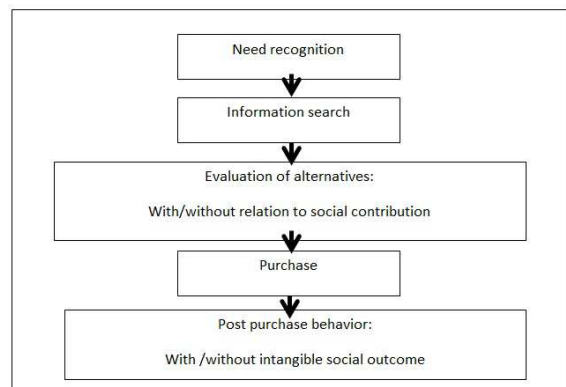 Need recognition
Information search
Evaluation of alternatives:
With/without relation to social contribution
Purchase
Post purchase behavior:
With /without intangible social outcome